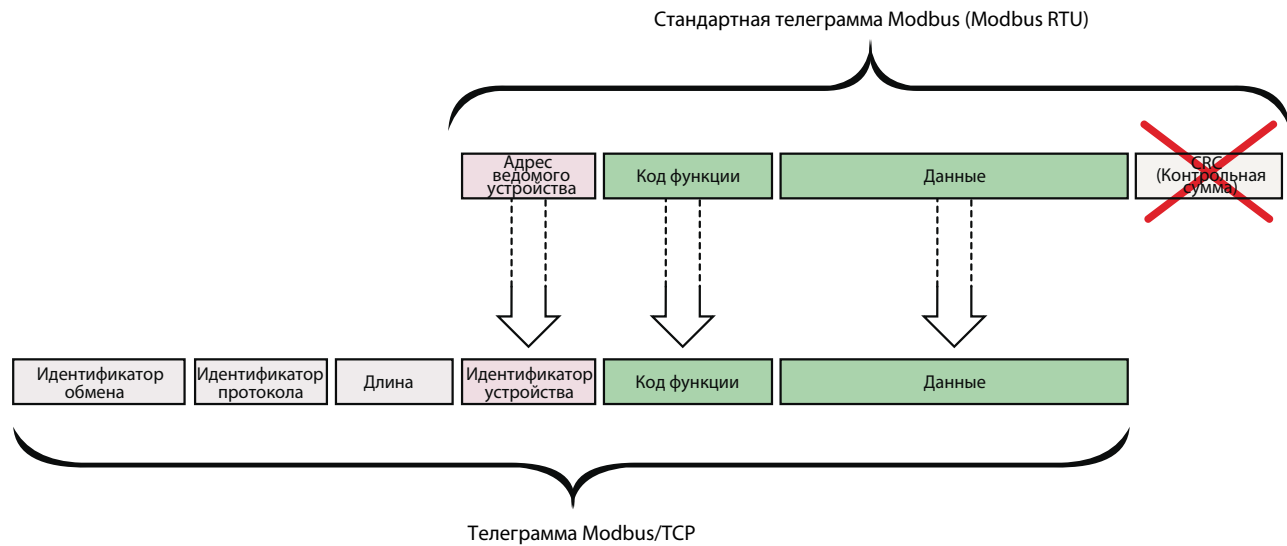 Стандартная телеграмма Modbus (Modbus RTU)
Адрес
ведомого
устройства
Код функции
Данные
CRC
(Контрольная
сумма)
Идентификатор
обмена
Идентификатор
протокола
Длина
Идентификатор
устройства
Код функции
Данные
Телеграмма Modbus/TCP